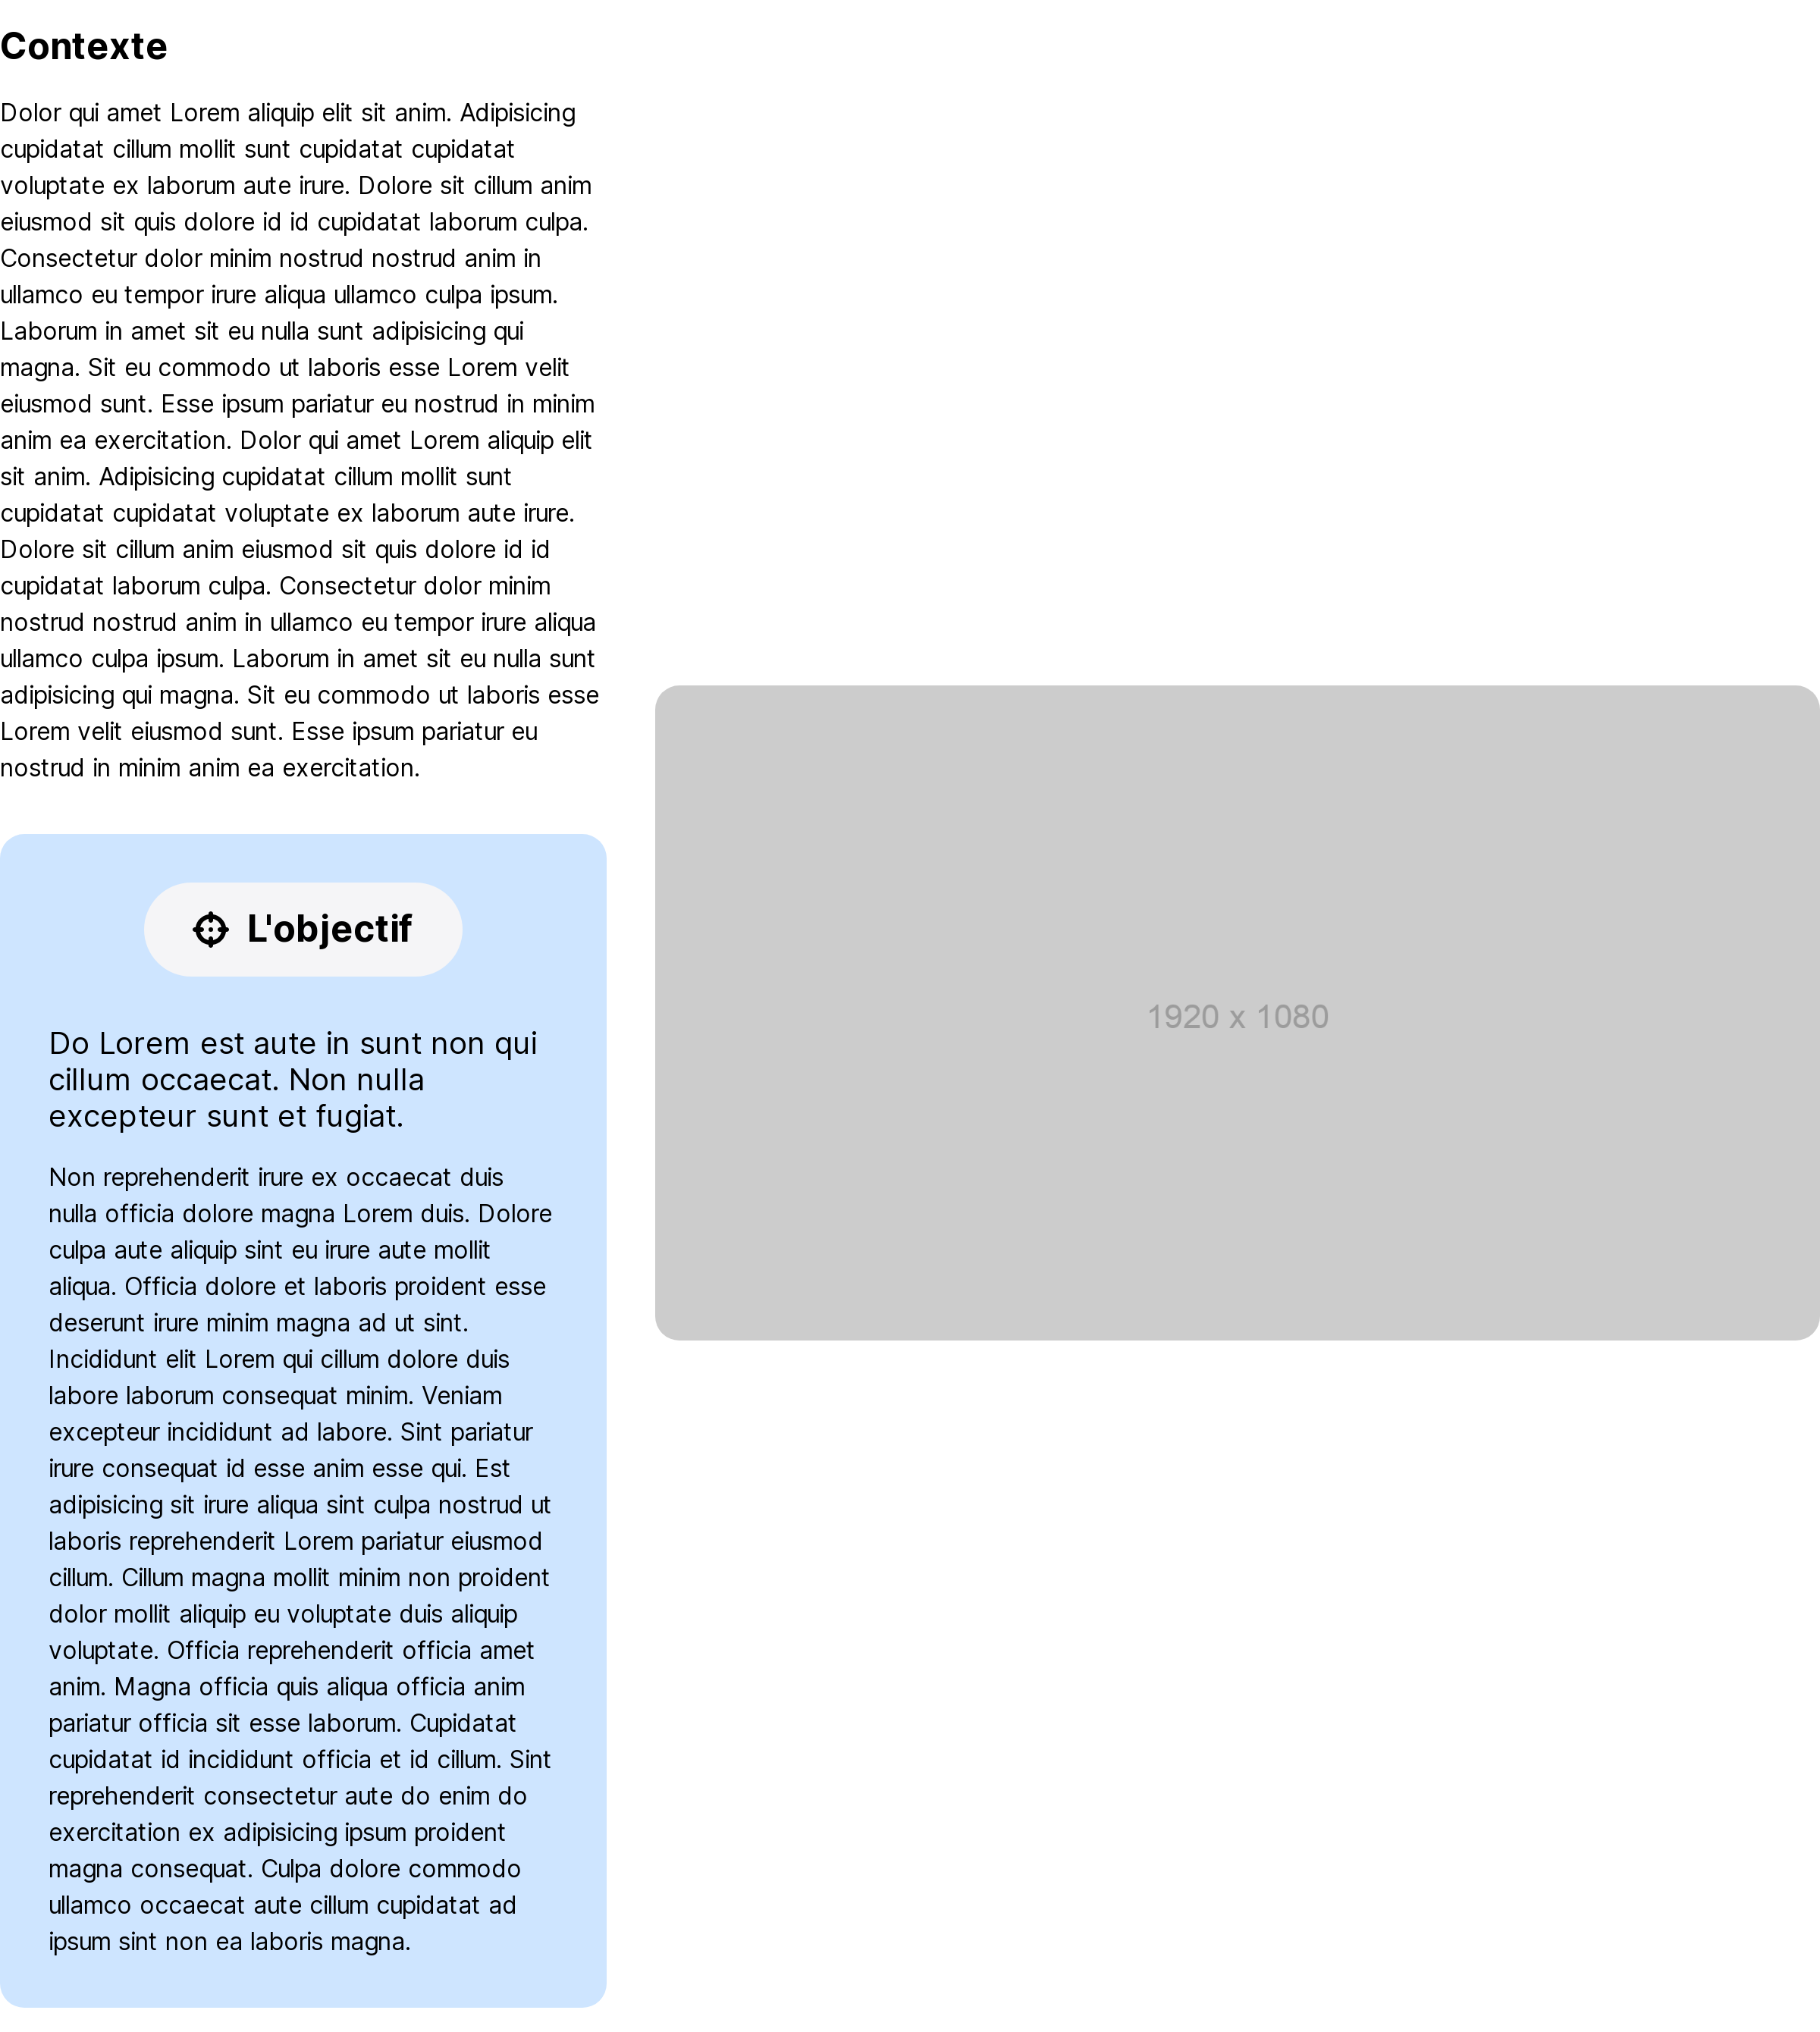 Contexte
Dolor qui amet Lorem aliquip elit sit anim. Adipisicing
cupidatat cillum mollit sunt cupidatat cupidatat
voluptate ex laborum aute irure. Dolore sit cillum anim
eiusmod sit quis dolore id id cupidatat laborum culpa.
Consectetur dolor minim nostrud nostrud anim in
ullamco eu tempor irure aliqua ullamco culpa ipsum.
Laborum in amet sit eu nulla sunt adipisicing qui
magna. Sit eu commodo ut laboris esse Lorem velit
eiusmod sunt. Esse ipsum pariatur eu nostrud in minim
anim ea exercitation. Dolor qui amet Lorem aliquip elit
sit anim. Adipisicing cupidatat cillum mollit sunt
cupidatat cupidatat voluptate ex laborum aute irure.
Dolore sit cillum anim eiusmod sit quis dolore id id
cupidatat laborum culpa. Consectetur dolor minim
nostrud nostrud anim in ullamco eu tempor irure aliqua
ullamco culpa ipsum. Laborum in amet sit eu nulla sunt
adipisicing qui magna. Sit eu commodo ut laboris esse
Lorem velit eiusmod sunt. Esse ipsum pariatur eu
nostrud in minim anim ea exercitation.
L'objectif
Do Lorem est aute in sunt non qui
cillum occaecat. Non nulla
excepteur sunt et fugiat.
Non reprehenderit irure ex occaecat duis
nulla officia dolore magna Lorem duis. Dolore
culpa aute aliquip sint eu irure aute mollit
aliqua. Officia dolore et laboris proident esse
deserunt irure minim magna ad ut sint.
Incididunt elit Lorem qui cillum dolore duis
labore laborum consequat minim. Veniam
excepteur incididunt ad labore. Sint pariatur
irure consequat id esse anim esse qui. Est
adipisicing sit irure aliqua sint culpa nostrud ut
laboris reprehenderit Lorem pariatur eiusmod
cillum. Cillum magna mollit minim non proident
dolor mollit aliquip eu voluptate duis aliquip
voluptate. Officia reprehenderit officia amet
anim. Magna officia quis aliqua officia anim
pariatur officia sit esse laborum. Cupidatat
cupidatat id incididunt officia et id cillum. Sint
reprehenderit consectetur aute do enim do
exercitation ex adipisicing ipsum proident
magna consequat. Culpa dolore commodo
ullamco occaecat aute cillum cupidatat ad
ipsum sint non ea laboris magna.
1920 x 1080